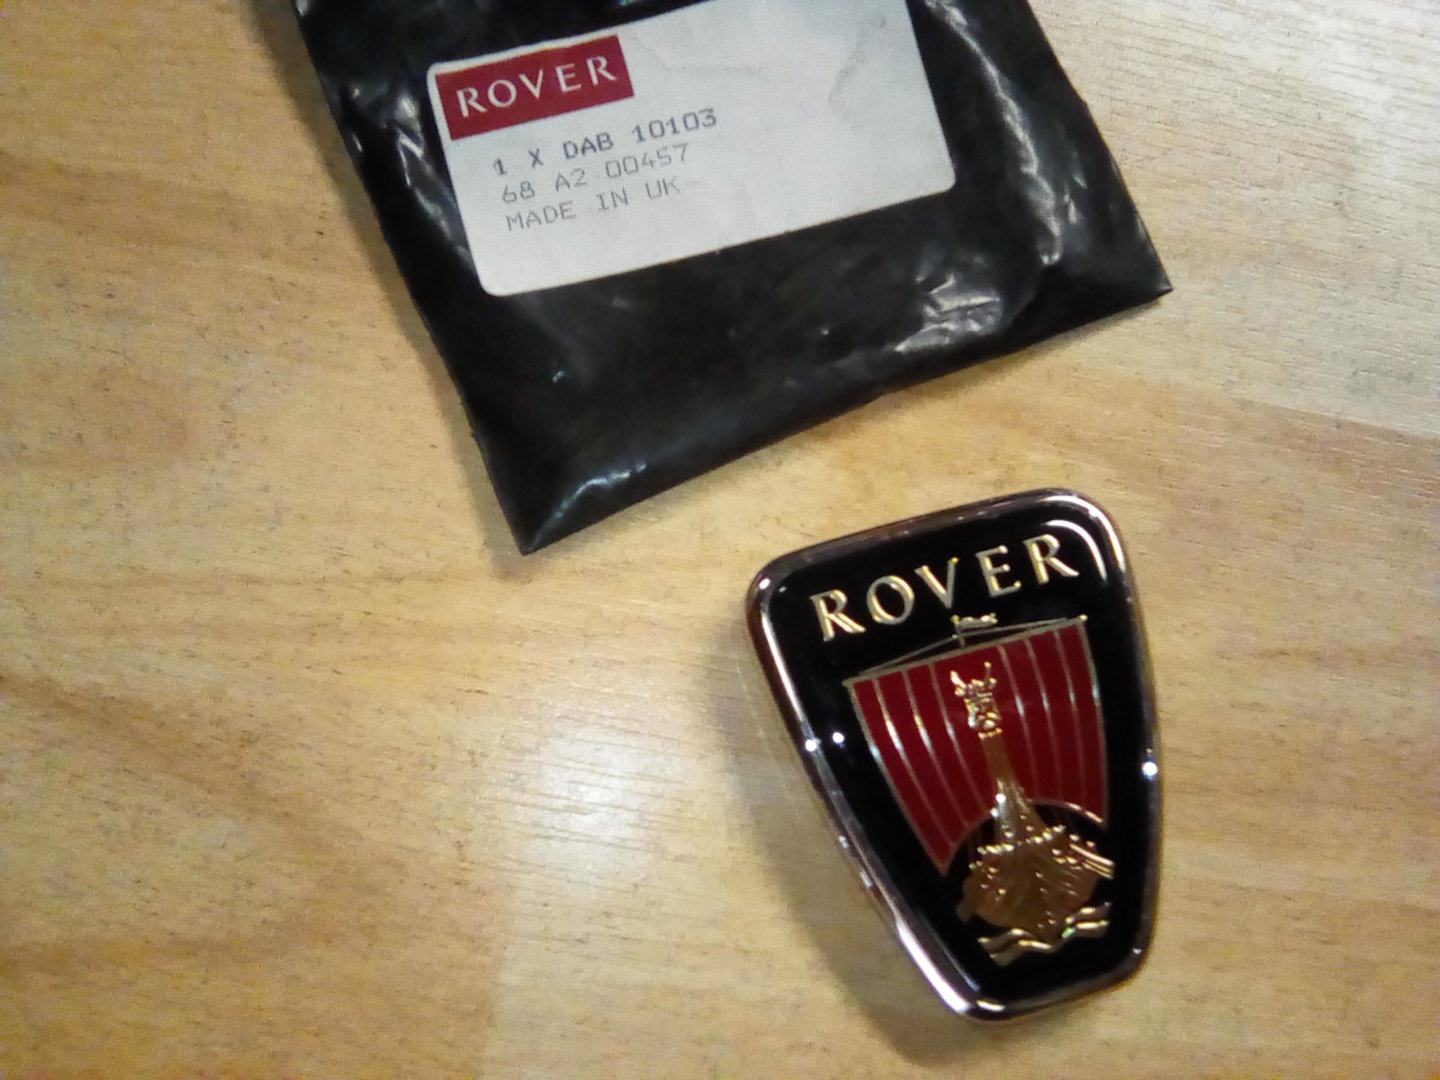 ROVER
1 X DAB 10103
68 A2 00457
MADE IN UK
ROVER